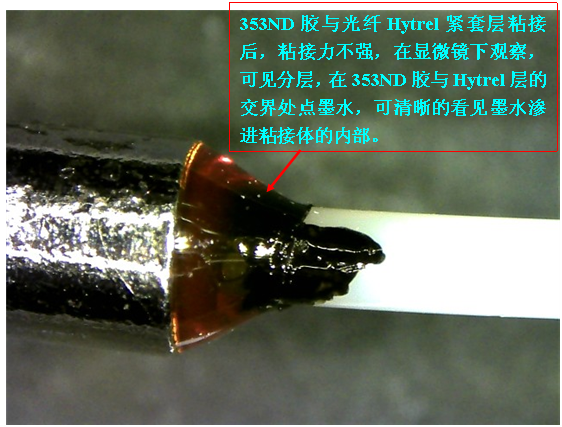 353ND 胶与光纤 Hytrel 紧套层粘接
后，粘接力不强，在显微镜下观察，
可见分层，在 353ND 胶与 Hytrel 层的
交界处点墨水，可清晰的看见墨水渗
进粘接体的内部。